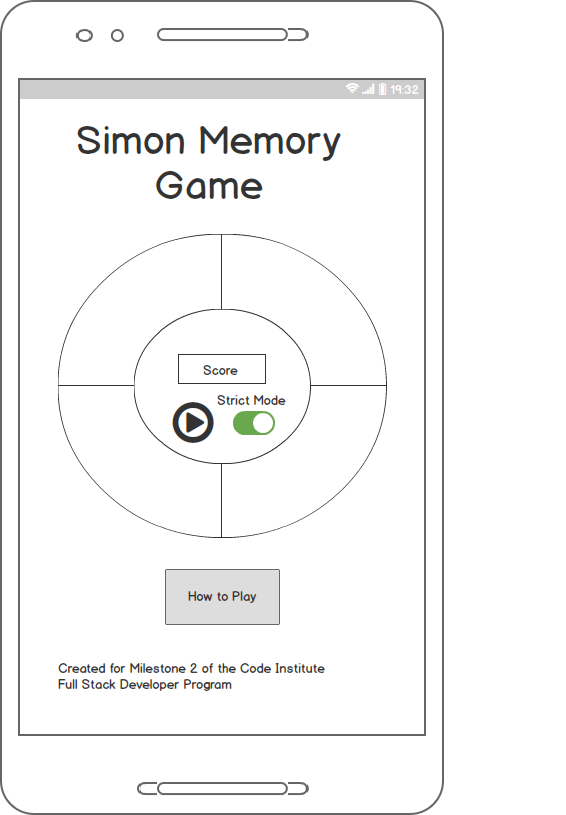 19:32
Simon Memory
Game
Score
Strict Mode
How to Play
Created for Milestone 2 of the Code Institute
Full Stack Developer Program